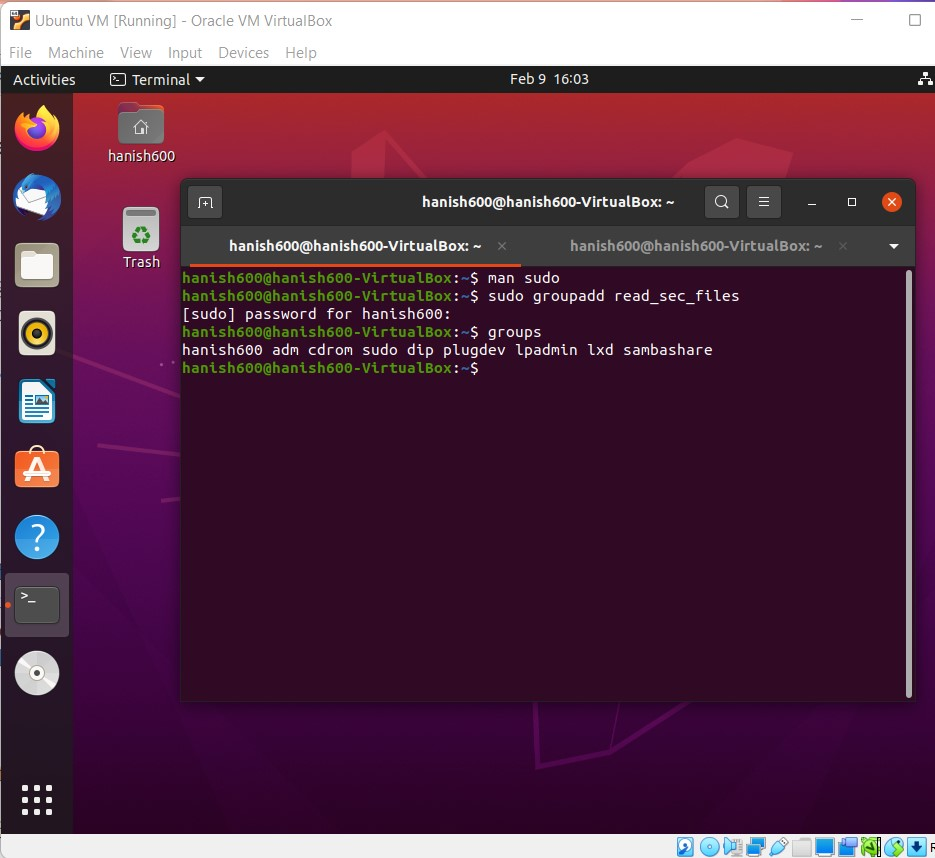 Ubuntu VM [Running] - Oracle VM VirtualBox
File Machine View Input Devices Help
Activities Terminal Feb 9 16:03
hanish600
Trash
hanish600@hanish600-VirtualBox: ~
hanish600@hanish600-VirtualBox: ~ hanish600@hanish600-VirtualBox: ~
hanish600@hanish600-VirtualBox:~$ man sudo
hanish600@hanish600-VirtualBox:~$ sudo groupadd read_sec_files
[sudo] password for hanish600:
hanish600@hanish600-VirtualBox:~$ groups
hanish600 adm cdrom sudo dip plugdev lpadmin lxd sambashare
hanish600@hanish600-VirtualBox:~$